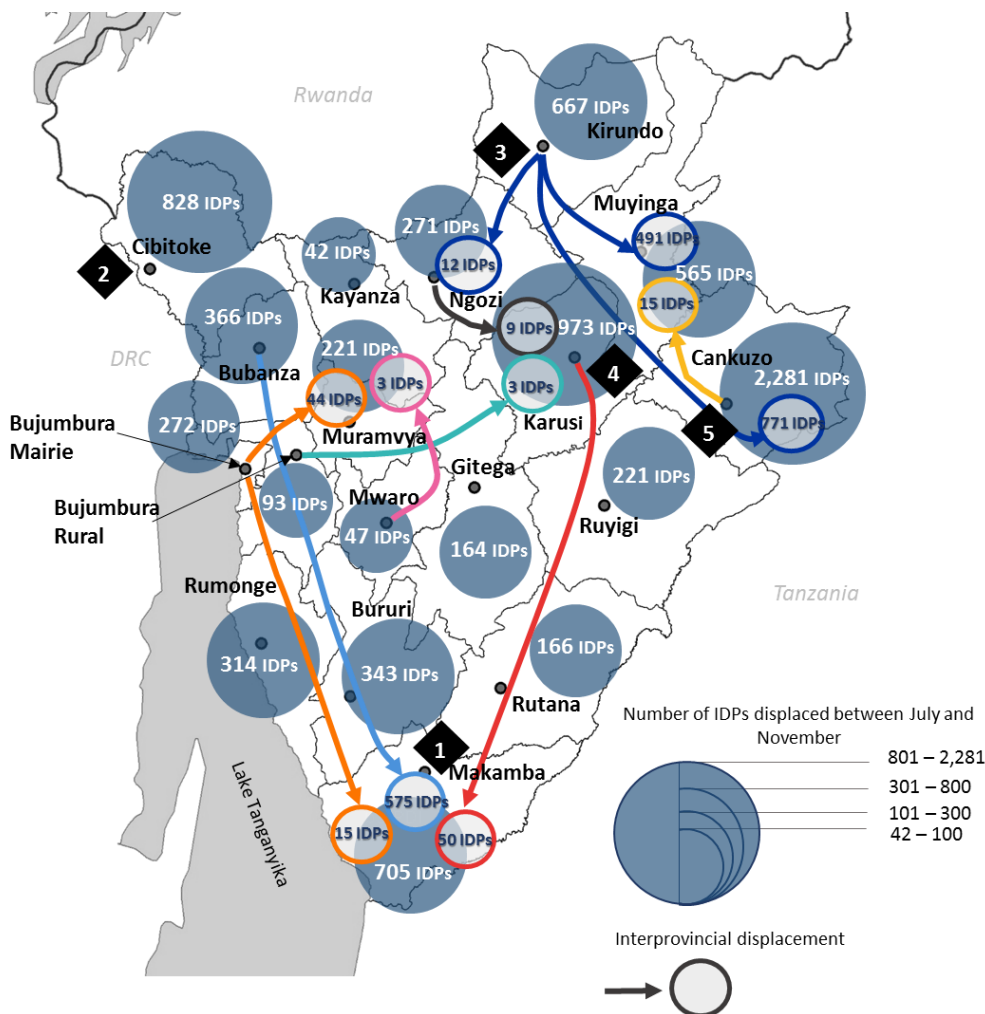 Rwanda
667 IDPs
Kirundo
3
828 IDPs
Muyinga
271 IDPs
491 IDPs
42 IDPs
Cibitoke
2
12 IDPs
565 IDPs
Kayanza
Ngozi
15 IDPs
366 IDPs
9 IDPs
973 IDPs
DRC
221 IDPs
Cankuzo
Bubanza
4
2,281 IDPs
3 IDPs
3 IDPs
44 IDPs
272 IDPs
Karusi
771 IDPs
5
Bujumbura
Mairie
Muramvya
Gitega
221 IDPs
Mwaro
93 IDPs
Bujumbura
Rural
Ruyigi
47 IDPs
164 IDPs
Rumonge
Tanzania
Bururi
166 IDPs
314 IDPs
343 IDPs
Rutana
1
Makamba
Lake Tanganyika
575 IDPs
15 IDPs
50 IDPs
705 IDPs
Number of IDPs displaced between July and
November
801 – 2,281
301 – 800
101 – 300
42 – 100
Interprovincial displacement